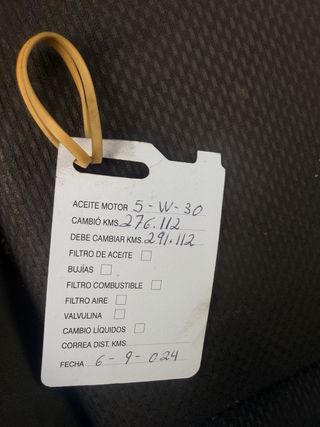 ACEITE MOTOR 5-W-30
CAMBIÓ KMS. 276.112
DEBE CAMBIAR KMS. 291.112
FILTRO DE ACEITE
BUJÍAS
FILTRO COMBUSTIBLE
FILTRO AIRE
VALVULINA
CAMBIO LÍQUIDOS
CORREA DIST. KMS.
FECHA 6-9-024